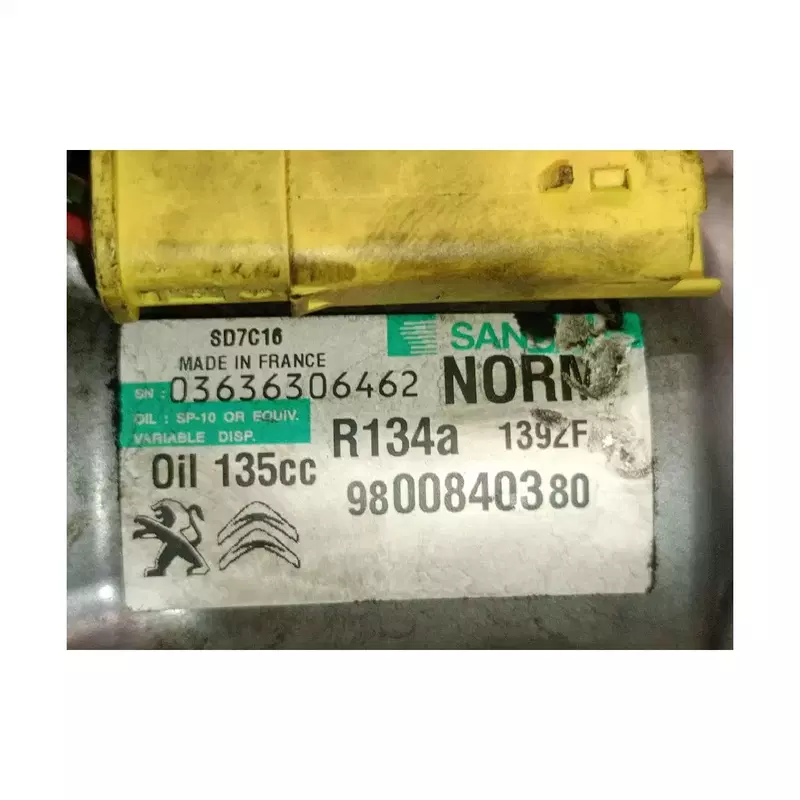 SD7C16
MADE IN FRANCE
SN: 03636306462
OIL : SP-10 OR EQUIV.
VARIABLE DISP.
R134a 1392F
Oil 135cc
9800840380